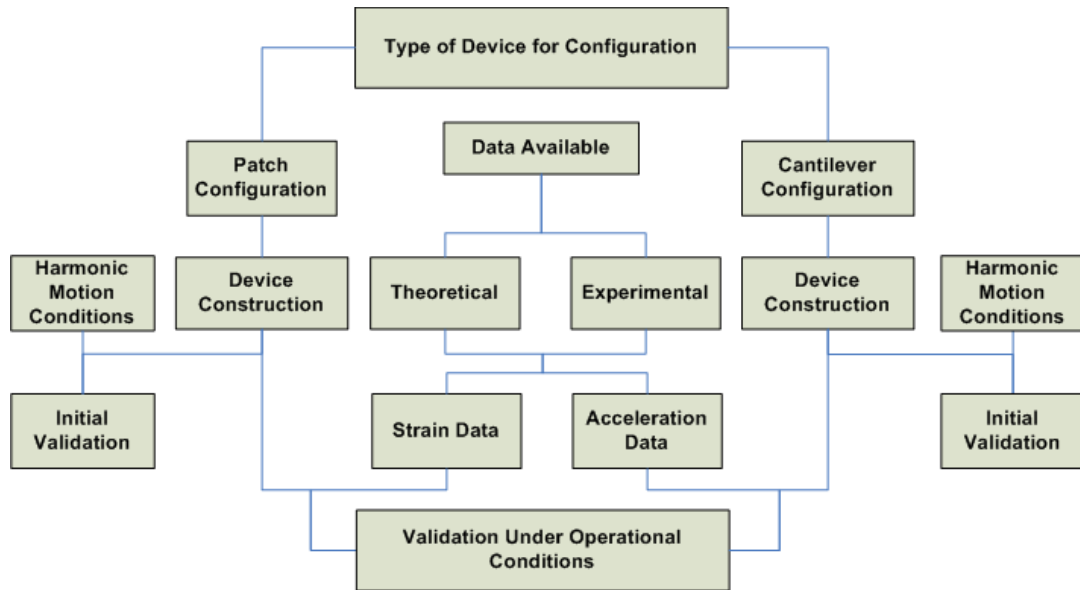 Type of Device for Configuration
Data Available
Patch
Configuration
Cantilever
Configuration
Harmonic
Motion
Conditions
Device
Construction
Theoretical
Experimental
Device
Construction
Harmonic
Motion
Conditions
Initial
Validation
Strain Data
Acceleration
Data
Initial
Validation
Validation Under Operational
Conditions